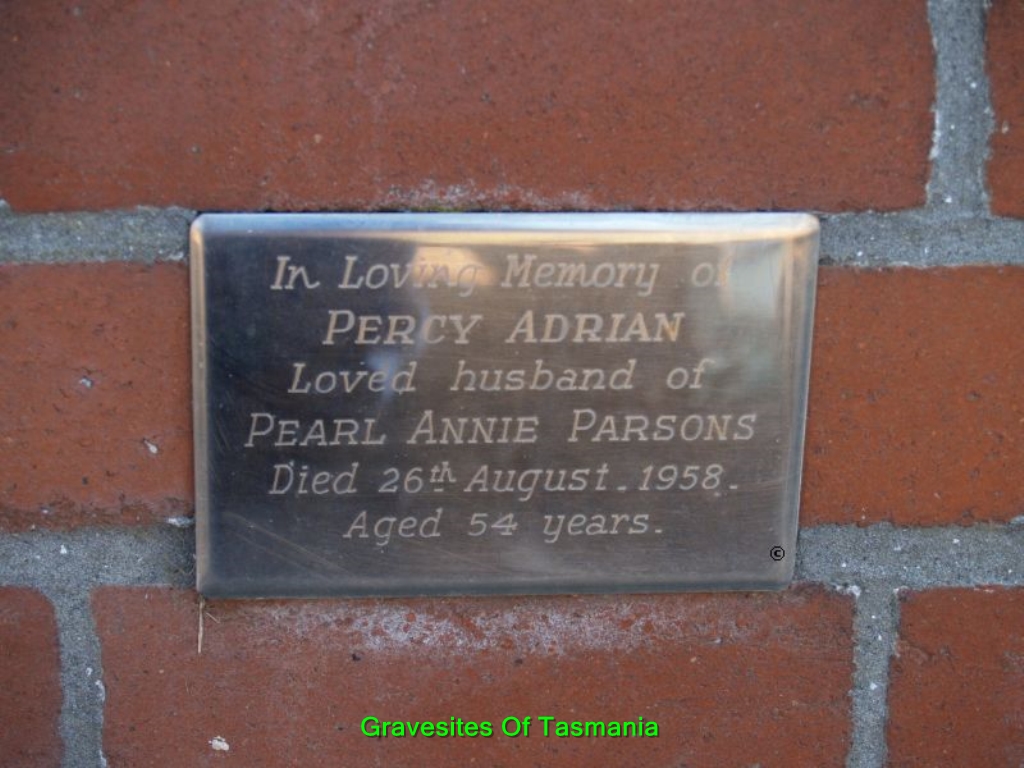 In Loving Memory of
PERCY ADRIAN
Loved husband of
PEARL ANNIE PARSONS
Died 26th August. 1958.
Aged 54 years.
©
Gravesites Of Tasmania